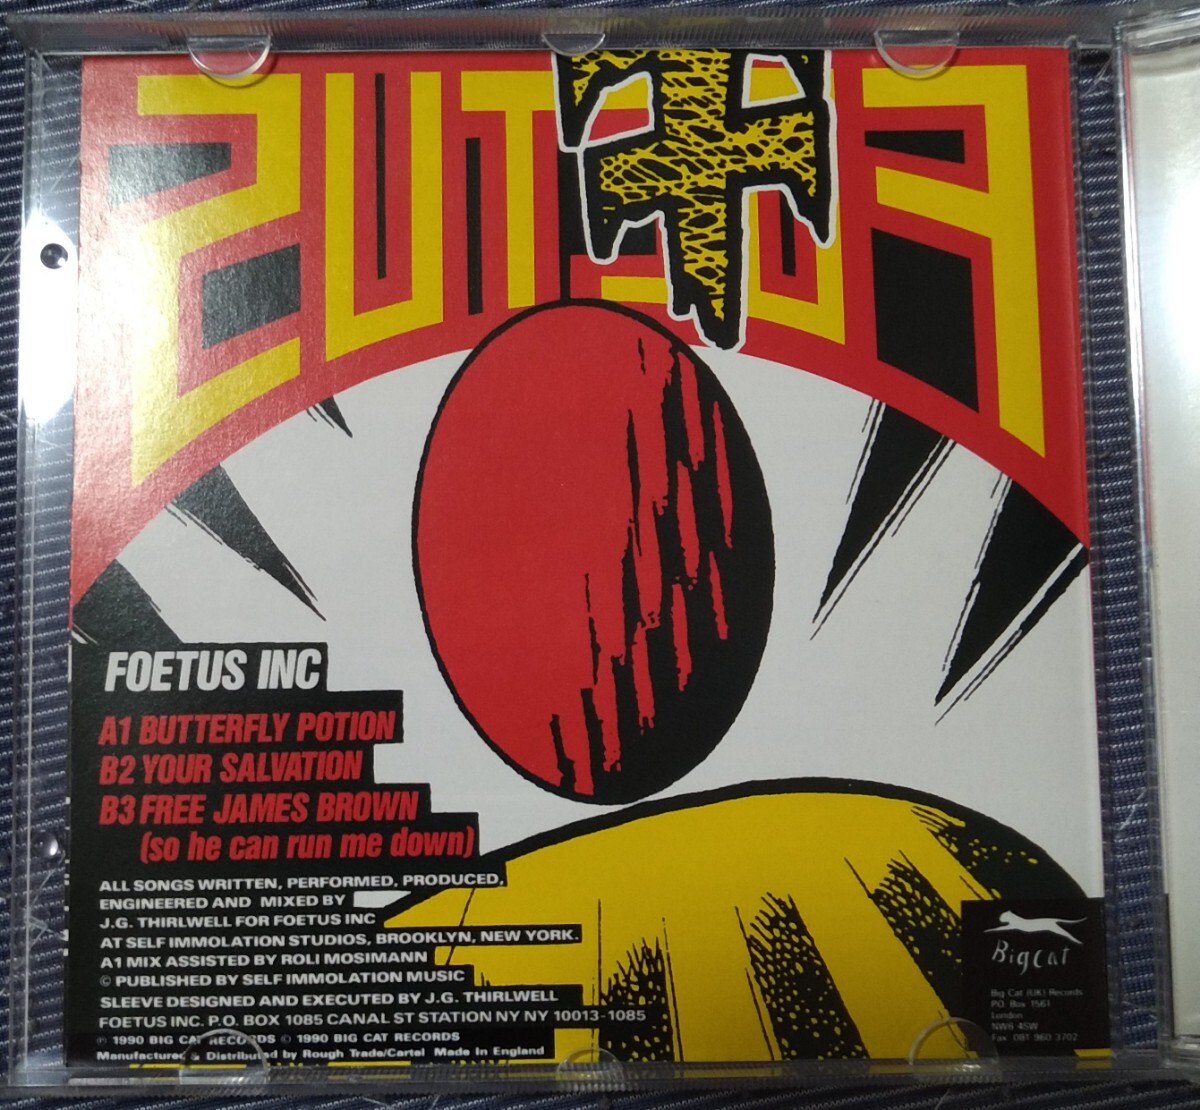 FOETUS INC
A1 BUTTERFLY POTION
B2 YOUR SALVATION
B3 FREE JAMES BROWN
(so he can run me down)
ALL SONGS WRITTEN, PERFORMED, PRODUCED,
ENGINEERED AND MIXED BY
J.G. THIRLWELL FOR FOETUS INC
AT SELF IMMOLATION STUDIOS, BROOKLYN, NEW YORK.
A1 MIX ASSISTED BY ROLI MOSIMANN
© PUBLISHED BY SELF IMMOLATION MUSIC
SLEEVE DESIGNED AND EXECUTED BY J.G. THIRLWELL
FOETUS INC. P.O. BOX 1085 CANAL ST STATION NY NY 10013-1085
℗ 1990 BIG CAT RECORDS © 1990 BIG CAT RECORDS
Manufactured & Distributed by Rough Trade/Cartel Made in England
Big Cat
Big Cat (UK) Records
P.O. Box 1561
London
NW6 4SW
Fax 081 960 3702